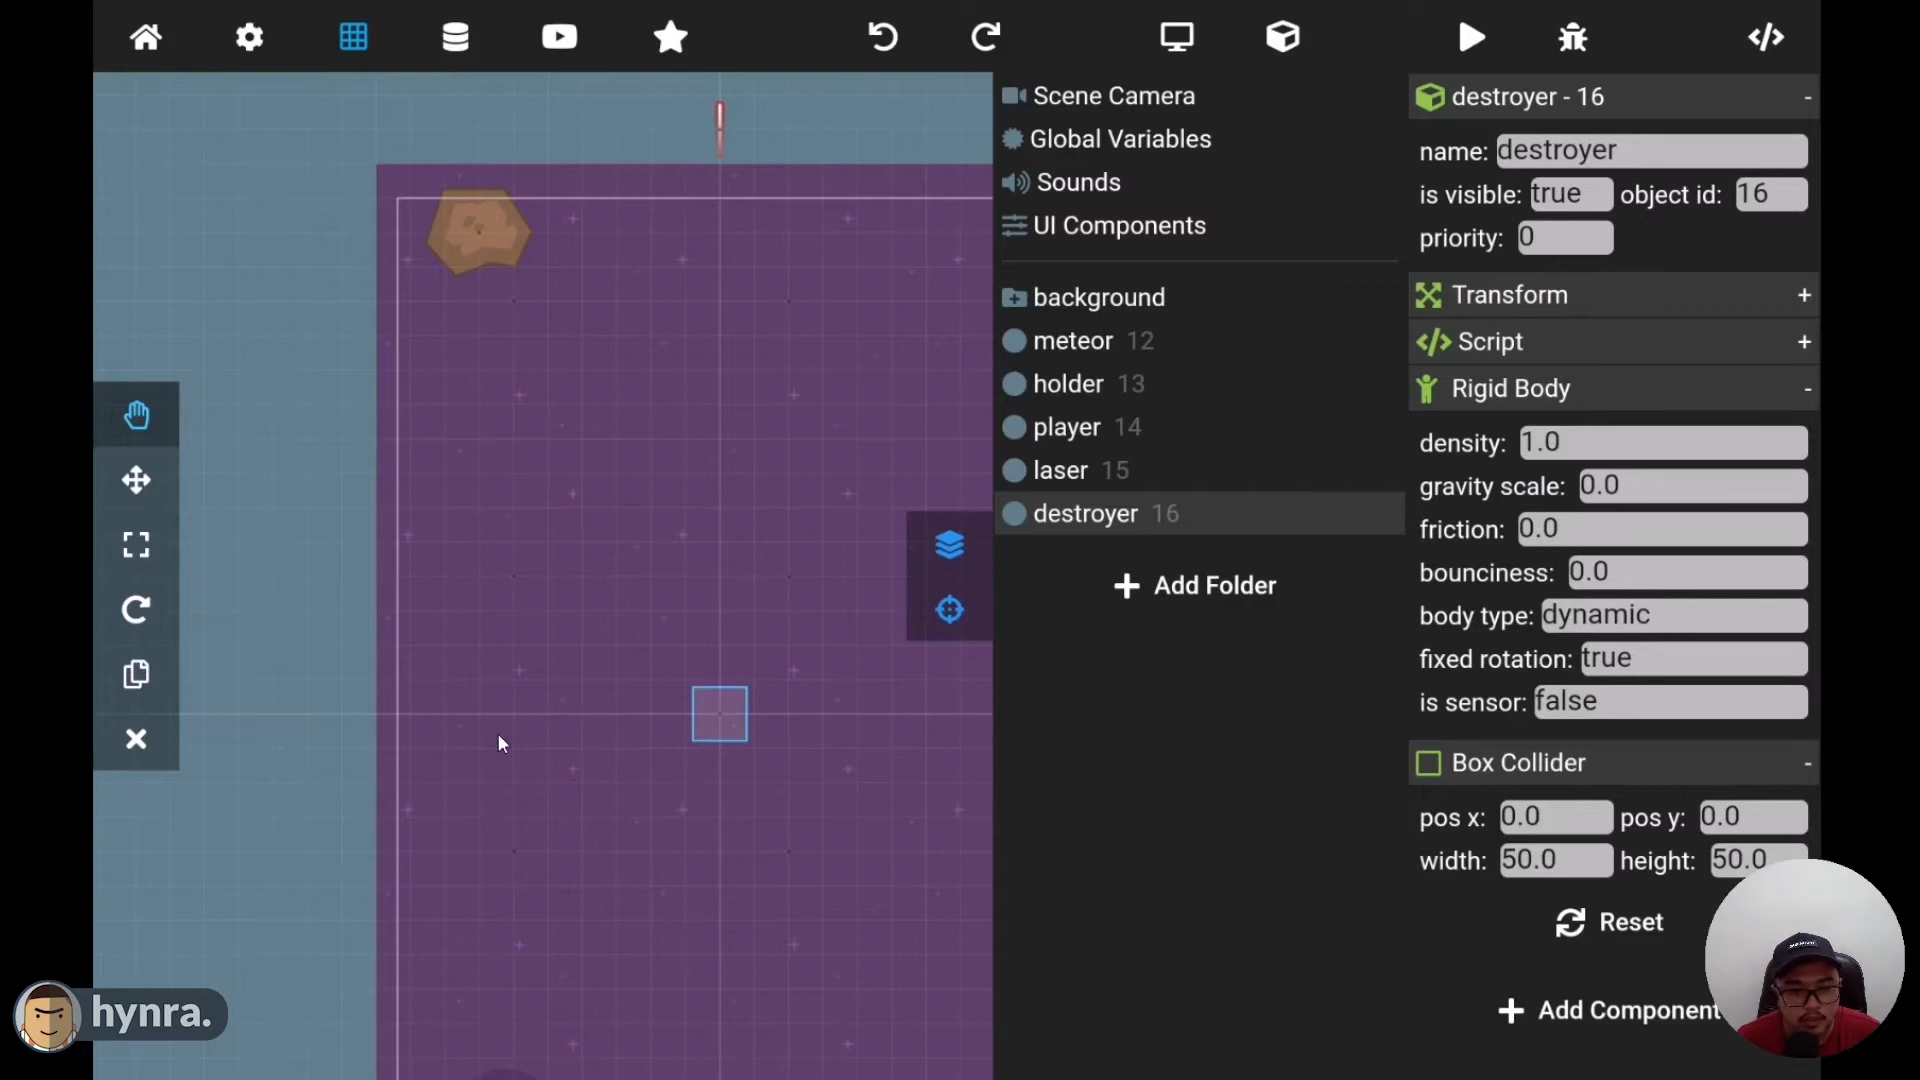 Scene Camera
Global Variables
Sounds
UI Components
background
meteor 12
holder 13
player 14
laser 15
destroyer 16
Add Folder
destroyer - 16 -
name: destroyer
is visible: true object id: 16
priority: 0
Transform +
Script +
Rigid Body -
density: 1.0
gravity scale: 0.0
friction: 0.0
bounciness: 0.0
body type: dynamic
fixed rotation: true
is sensor: false
Box Collider -
pos x: 0.0 pos y: 0.0
width: 50.0 height: 50.0
Reset
Add Component
hynra.